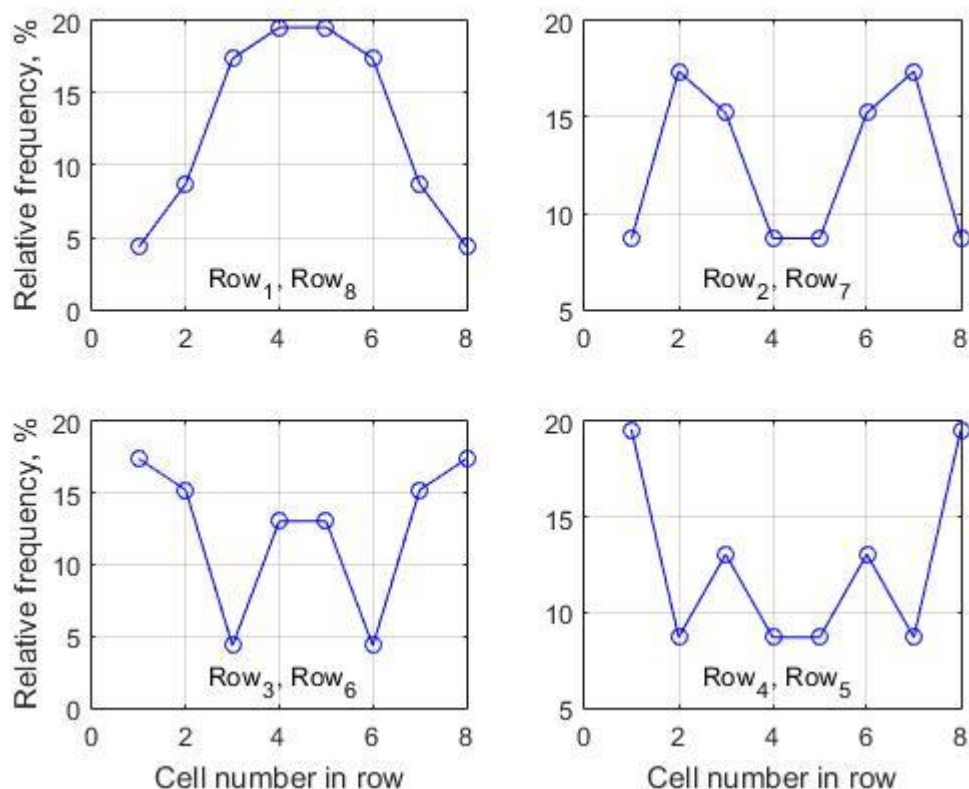 Relative frequency, %
20
15
10
5
0
0 2 4 6 8
Row1, Row8
20
15
10
5
0 2 4 6 8
Row2, Row7
Relative frequency, %
20
15
10
5
0
0 2 4 6 8
Row3, Row6
Cell number in row
20
15
10
5
0 2 4 6 8
Row4, Row5
Cell number in row